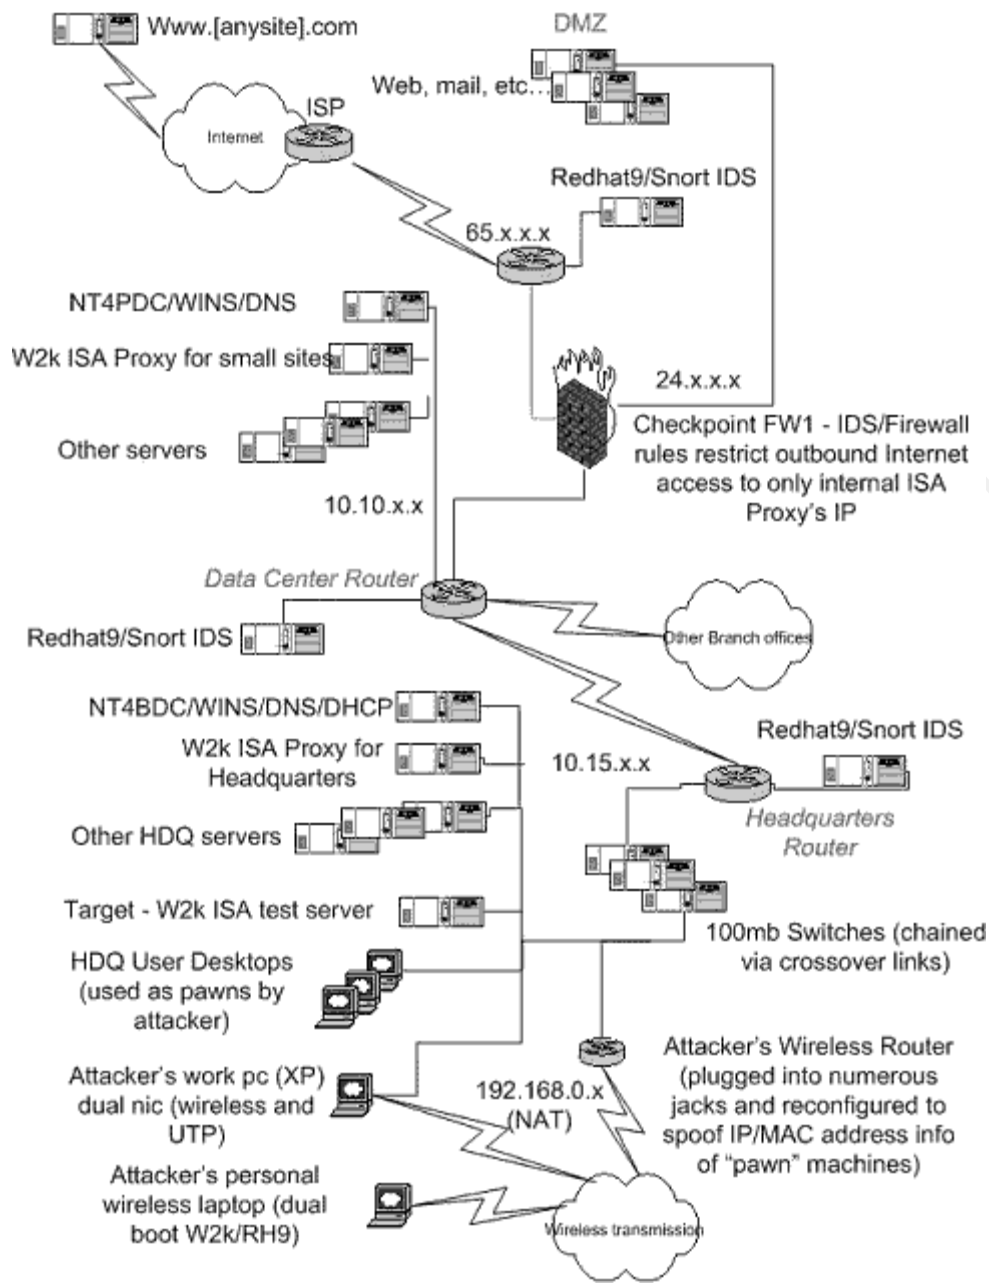 Www.[anysite].com
DMZ
Web, mail, etc...
ISP
Internet
Redhat9/Snort IDS
65.x.x.x
NT4PDC/WINS/DNS
W2k ISA Proxy for small sites
24.x.x.x
Other servers
Checkpoint FW1 - IDS/Firewall
rules restrict outbound Internet
access to only internal ISA
Proxy's IP
10.10.x.x
Data Center Router
Redhat9/Snort IDS
Other Branch offices
NT4BDC/WINS/DNS/DHCP
W2k ISA Proxy for
Headquarters
10.15.x.x
Redhat9/Snort IDS
Headquarters
Router
Other HDQ servers
Target - W2k ISA test server
100mb Switches (chained
via crossover links)
HDQ User Desktops
(used as pawns by
attacker)
Attacker's work pc (XP)
dual nic (wireless and
UTP)
192.168.0.x
(NAT)
Attacker's Wireless Router
(plugged into numerous
jacks and reconfigured to
spoof IP/MAC address info
of "pawn" machines)
Attacker's personal
wireless laptop (dual
boot W2k/RH9)
Wireless transmission